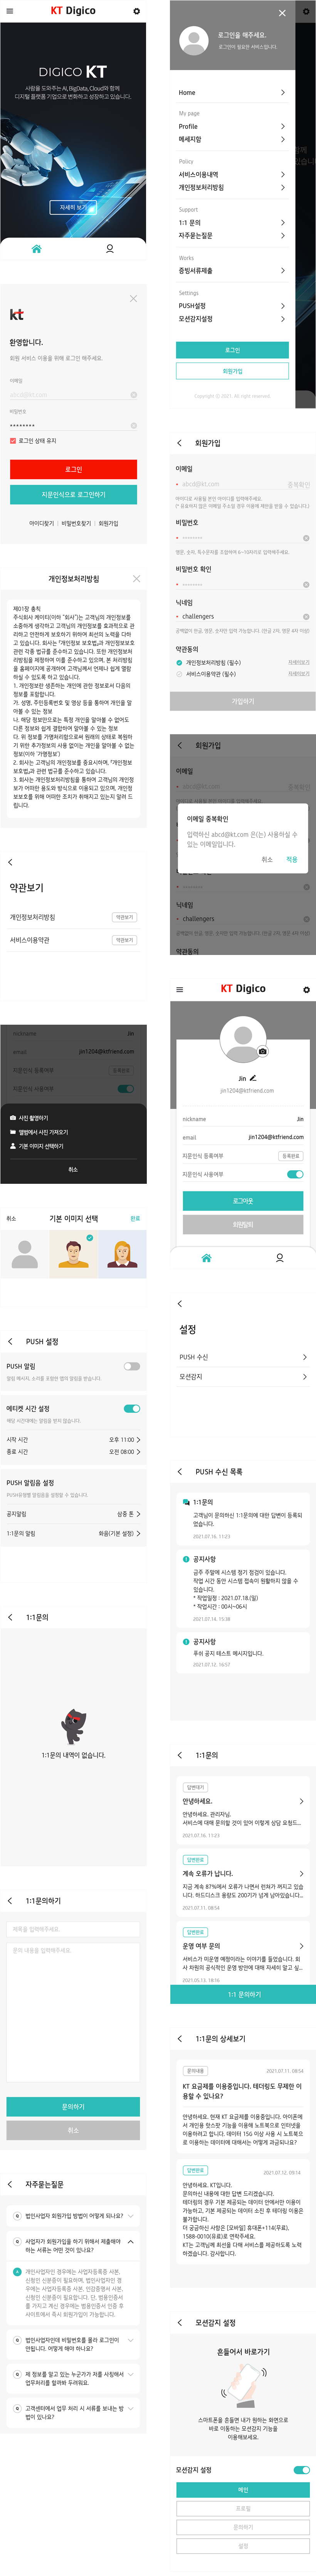 KT Digico
DIGICO KT
사람을 도와주는 AI, BigData, Cloud와 함께
디지털 플랫폼 기업으로 변화하고 성장하고 있습니다.
자세히 보기
kt
환영합니다.
회원 서비스 이용을 위해 로그인 해주세요.
이메일
abcd@kt.com
비밀번호
********
로그인 상태 유지
로그인
지문인식으로 로그인하기
아이디찾기 | 비밀번호찾기 | 회원가입
개인정보처리방침
제01장 총칙
주식회사 케이티(이하 "회사")는 고객님의 개인정보를
소중하게 생각하고 고객님의 개인정보를 효과적으로 관
리하고 안전하게 보호하기 위하여 최선의 노력을 다하
고 있습니다. 회사는 「개인정보 보호법」과 개인정보보호
관련 각종 법규를 준수하고 있습니다. 또한 개인정보처
리방침을 제정하여 이를 준수하고 있으며, 본 처리방침
을 홈페이지에 공개하여 고객님께서 언제나 쉽게 열람
하실 수 있도록 하고 있습니다.
1. 개인정보란 생존하는 개인에 관한 정보로서 다음의
정보를 포함합니다.
가. 성명, 주민등록번호 및 영상 등을 통하여 개인을 알
아볼 수 있는 정보
나. 해당 정보만으로는 특정 개인을 알아볼 수 없어도
다른 정보와 쉽게 결합하여 알아볼 수 있는 정보
다. 위 정보를 가명처리함으로써 원래의 상태로 복원하
기 위한 추가정보의 사용 없이는 개인을 알아볼 수 없는
정보(이하 '가명정보')
2. 회사는 고객님의 개인정보를 중요시하며, 「개인정보
보호법」과 관련 법규를 준수하고 있습니다.
3. 회사는 개인정보처리방침을 통하여 고객님의 개인정
보가 어떠한 용도와 방식으로 이용되고 있으며, 개인정
보보호를 위해 어떠한 조치가 취해지고 있는지 알려 드
립니다.
약관보기
개인정보처리방침 약관보기
서비스이용약관 약관보기
nickname Jin
email jin1204@ktfriend.com
지문인식 등록여부 등록완료
지문인식 사용여부
사진 촬영하기
앨범에서 사진 가져오기
기본 이미지 선택하기
취소
취소 기본 이미지 선택 완료
PUSH 설정
PUSH 알림
알림 메시지, 소리를 포함한 앱의 알림을 받습니다.
에티켓 시간 설정
해당 시간대에는 알림을 받지 않습니다.
시작 시간 오후 11:00
종료 시간 오전 08:00
PUSH 알림음 설정
PUSH유형별 알림음을 설정할 수 있습니다.
공지알림 상중 톤
1:1문의 알림 화음(기본 설정)
1:1문의
1:1문의 내역이 없습니다.
1:1문의하기
제목을 입력해주세요.
문의 내용을 입력해주세요.
문의하기
취소
자주묻는질문
Q 법인사업자 회원가입 방법이 어떻게 되나요?
Q 사업자가 회원가입을 하기 위해서 제출해야
하는 서류는 어떤 것이 있나요?
A 개인사업자인 경우에는 사업자등록증 사본,
신청인 신분증이 필요하며, 법인사업자인 경
우에는 사업자등록증 사본, 인감증명서 사본,
신청인 신분증이 필요합니다. 단, 범용인증서
를 가지고 계신 경우에는 범용인증서 인증 후
사이트에서 즉시 회원가입이 가능합니다.
Q 법인사업자인데 비밀번호를 몰라 로그인이
안됩니다. 어떻게 해야 하나요?
Q 제 정보를 알고 있는 누군가가 저를 사칭해서
업무처리를 할까봐 두려워요.
Q 고객센터에서 업무 처리 시 서류를 보내는 방
법이 있나요?
로그인을 해주세요.
로그인이 필요한 서비스입니다.
Home
My page
Profile
메세지함
Policy
서비스이용내역
개인정보처리방침
Support
1:1 문의
자주묻는질문
Works
증빙서류제출
Settings
PUSH설정
모션감지설정
로그인
회원가입
Copyright © 2021. All right reserved.
회원가입
이메일
* abcd@kt.com 중복확인
아이디로 사용될 본인 아이디를 입력해주세요.
(* 유효하지 않은 이메일 주소일 경우 이용에 제한을 받을 수 있습니다.)
비밀번호
* ********
영문, 숫자, 특수문자를 조합하여 8~16자리로 입력해주세요.
비밀번호 확인
* ********
닉네임
* challengers
공백없이 한글, 영문, 숫자만 입력 가능합니다. (한글 2자, 영문 4자 이상)
약관동의
개인정보처리방침 (필수) 자세히보기
서비스이용약관 (필수) 자세히보기
가입하기
회원가입
이메일
이메일 중복확인
입력하신 abcd@kt.com 은(는) 사용하실 수
있는 이메일입니다.
취소 적용
닉네임
* challengers
공백없이 한글, 영문, 숫자만 입력 가능합니다. (한글 2자, 영문 4자 이상)
약관동의
KT Digico
Jin
jin1204@ktfriend.com
nickname Jin
email jin1204@ktfriend.com
지문인식 등록여부 등록완료
지문인식 사용여부
로그아웃
회원탈퇴
설정
PUSH 수신
모션감지
PUSH 수신 목록
1:1문의
고객님이 문의하신 1:1문의에 대한 답변이 등록되
었습니다.
2021.07.16. 11:23
공지사항
금주 주말에 시스템 정기 점검이 있습니다.
작업 시간 동안 시스템 접속이 원활하지 않을 수
있습니다.
* 작업일정 : 2021.07.18.(일)
* 작업시간 : 00시~06시
2021.07.14. 15:38
공지사항
푸쉬 공지 테스트 메시지입니다.
2021.07.12. 16:57
1:1문의
답변대기
안녕하세요.
안녕하세요. 관리자님.
서비스에 대해 문의할 것이 있어 이렇게 상담 요청드...
2021.07.16. 11:23
답변완료
계속 오류가 납니다.
지금 계속 87%에서 오류가 나면서 런처가 꺼지고 있습
니다. 하드디스크 용량도 200기가 넘게 남아있습니다...
2021.07.11. 08:54
답변완료
운영 여부 문의
서비스가 미운영 예정이라는 이야기를 들었습니다. 회
사 차원의 공식적인 운영 방안에 대해 자세히 알고 싶...
2021.05.13. 18:16
1:1 문의하기
1:1문의 상세보기
문의내용 2021.07.11. 08:54
KT 요금제를 이용중입니다. 테더링도 무제한 이
용할 수 있나요?
안녕하세요. 현재 KT 요금제를 이용중입니다. 아이폰에
서 개인용 핫스팟 기능을 이용해 노트북으로 인터넷을
이용하려고 합니다. 데이터 15G 이상 사용 시 노트북으
로 이용하는 데이터에 대해서는 어떻게 과금되나요?
답변완료 2021.07.12. 09:14
안녕하세요. KT입니다.
문의하신 내용에 대한 답변 드리겠습니다.
테더링의 경우 기본 제공되는 데이터 안에서만 이용이
가능하고, 기본 제공되는 데이터 소진 후 테더링 이용은
불가합니다.
더 궁금하신 사항은 [모바일] 휴대폰+114(무료),
1588-0010(유료)로 연락주세요.
KT는 고객님께 최선을 다해 서비스를 제공하도록 노력
하겠습니다. 감사합니다.
모션감지 설정
흔들어서 바로가기
스마트폰을 흔들면 내가 원하는 화면으로
바로 이동하는 모션감지 기능을
이용해보세요.
모션감지 설정
메인
프로필
문의하기
설정